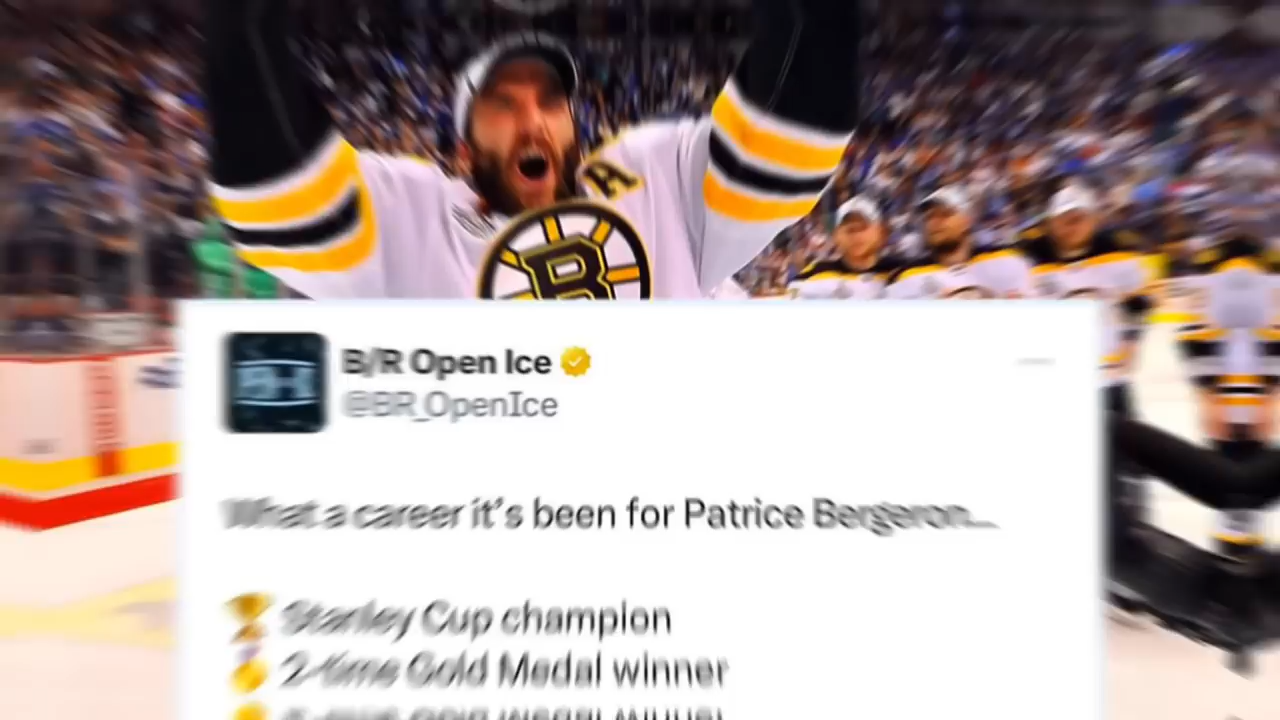 A
B
B/R Open Ice
@BR_OpenIce
What a career it's been for Patrice Bergeron...
🏆 Stanley Cup champion
🏅 2-time Gold Medal winner